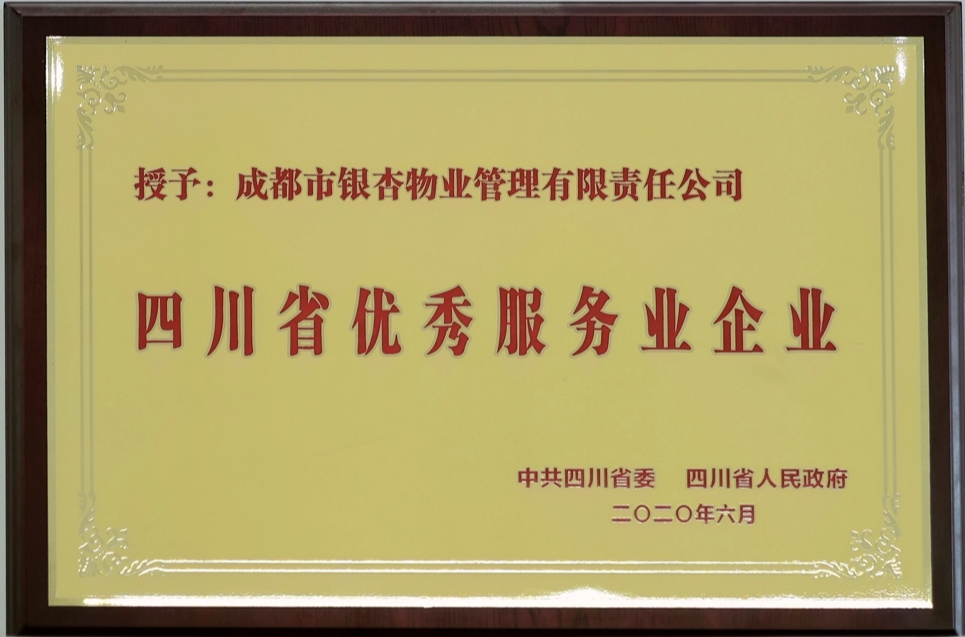 授予：成都市银杏物业管理有限责任公司
四川省优秀服务业企业
中共四川省委 四川省人民政府
二〇二〇年六月